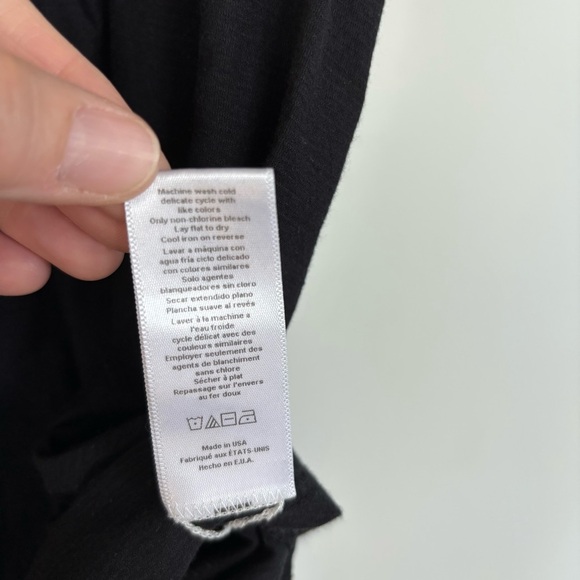 Machine wash cold
delicate cycle with
like colors
Only non-chlorine bleach
Lay flat to dry
Cool iron on reverse
Lavar a máquina con
agua fría ciclo delicado
con colores similares
Solo agentes
blanqueadores sin cloro
Secar extendido plano
Plancha suave al revés
Laver à la machine a
l'eau froide
cycle délicat avec des
couleurs similaires
Employer seulement des
agents de blanchiment
sans chlore
Sécher à plat
Repassage sur l'envers
au fer doux
Made in USA
Fabriqué aux ÉTATS-UNIS
Hecho en E.U.A.